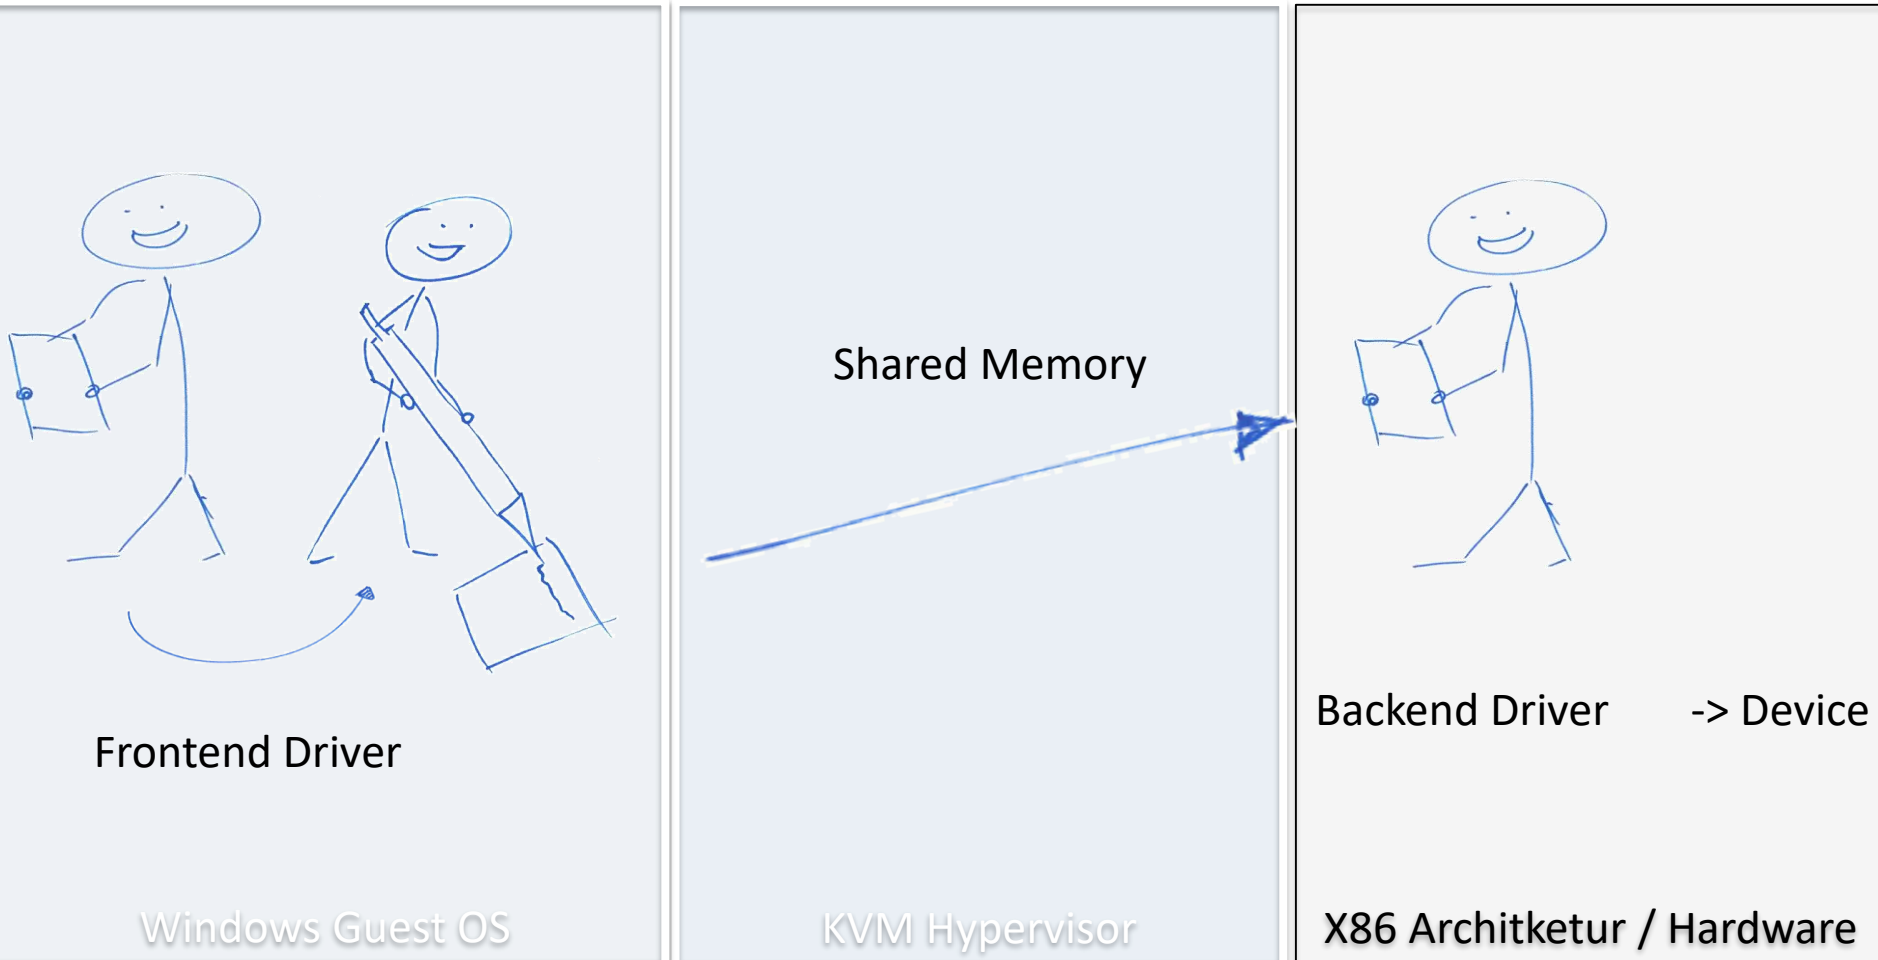 Shared Memory
Frontend Driver
Backend Driver -> Device
Windows Guest OS
KVM Hypervisor
X86 Architketur / Hardware